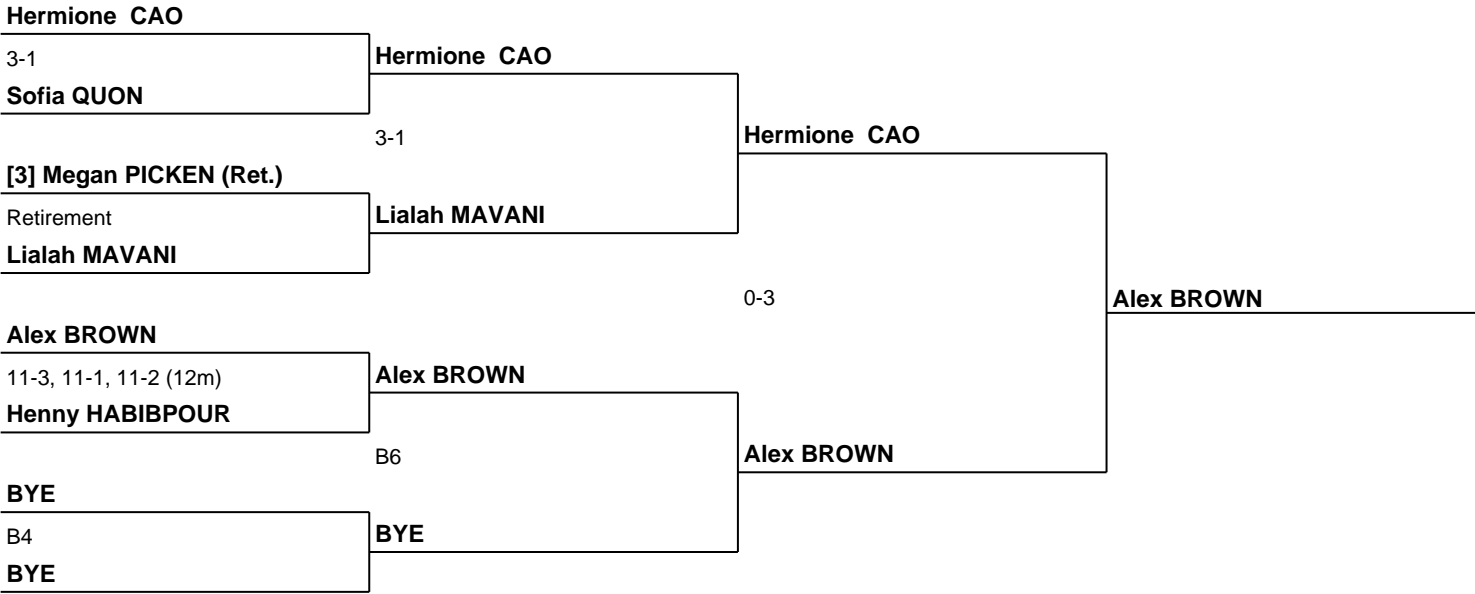 Hermione  CAO
3-1
Hermione  CAO
Sofia QUON
3-1
Hermione  CAO
[3] Megan PICKEN (Ret.)
Retirement
Lialah MAVANI
Lialah MAVANI
0-3
Alex BROWN
Alex BROWN
11-3, 11-1, 11-2 (12m)
Alex BROWN
Henny HABIBPOUR
B6
Alex BROWN
BYE
B4
BYE
BYE